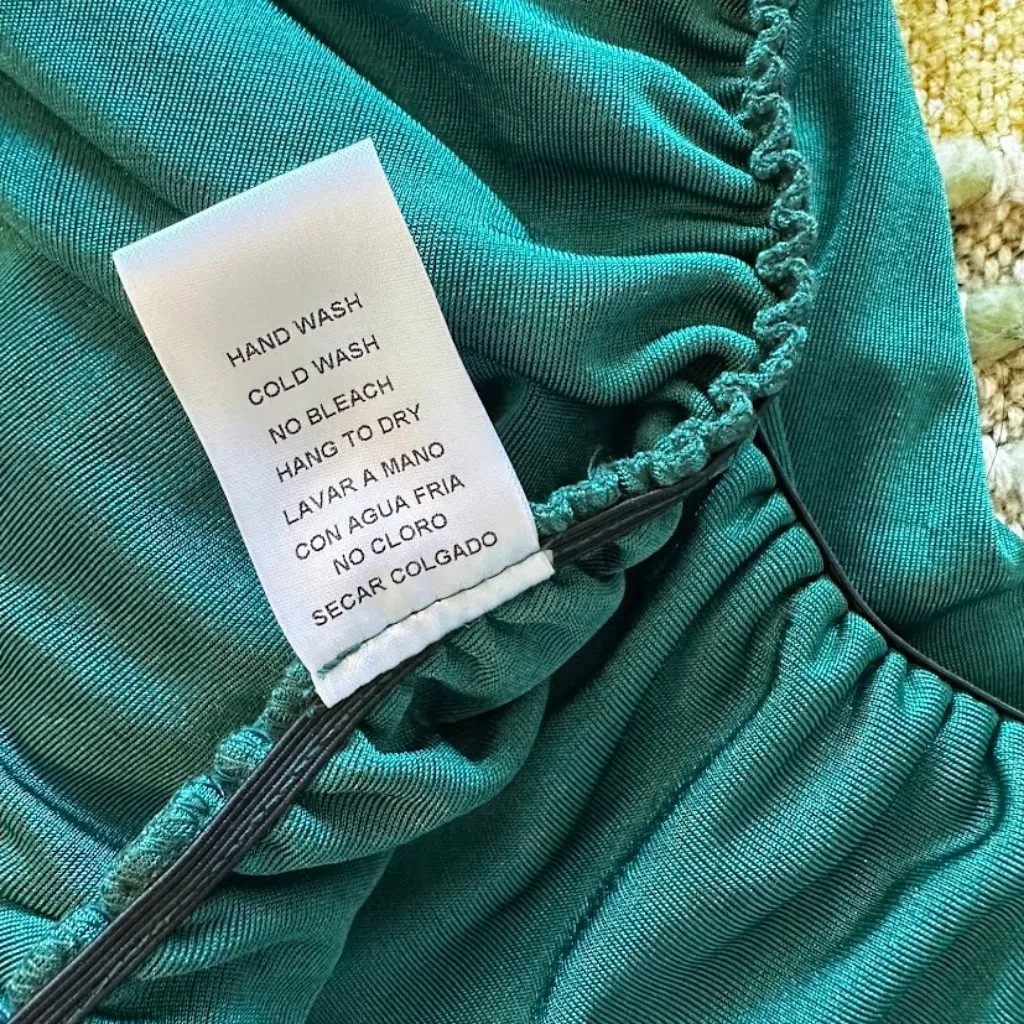 HAND WASH
COLD WASH
NO BLEACH
HANG TO DRY
LAVAR A MANO
CON AGUA FRIA
NO CLORO
SECAR COLGADO